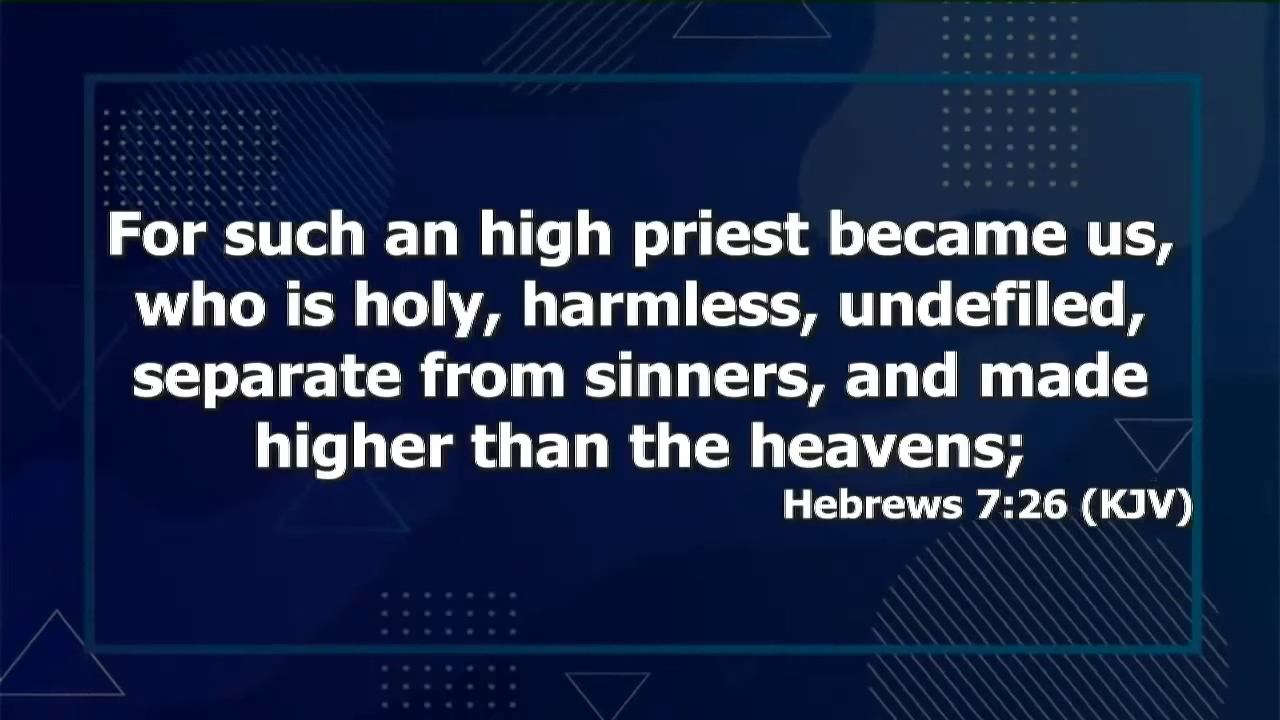 For such an high priest became us,
who is holy, harmless, undefiled,
separate from sinners, and made
higher than the heavens;
Hebrews 7:26 (KJV)